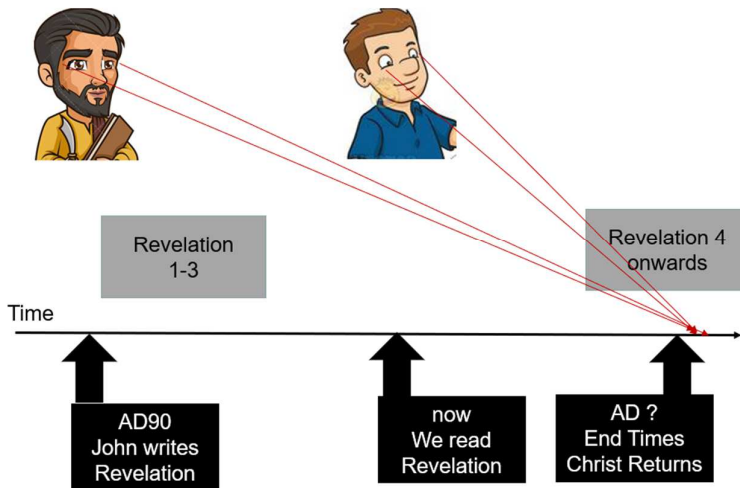 Revelation
1-3
Revelation 4
onwards
Time
AD90
John writes
Revelation
now
We read
Revelation
AD ?
End Times
Christ Returns